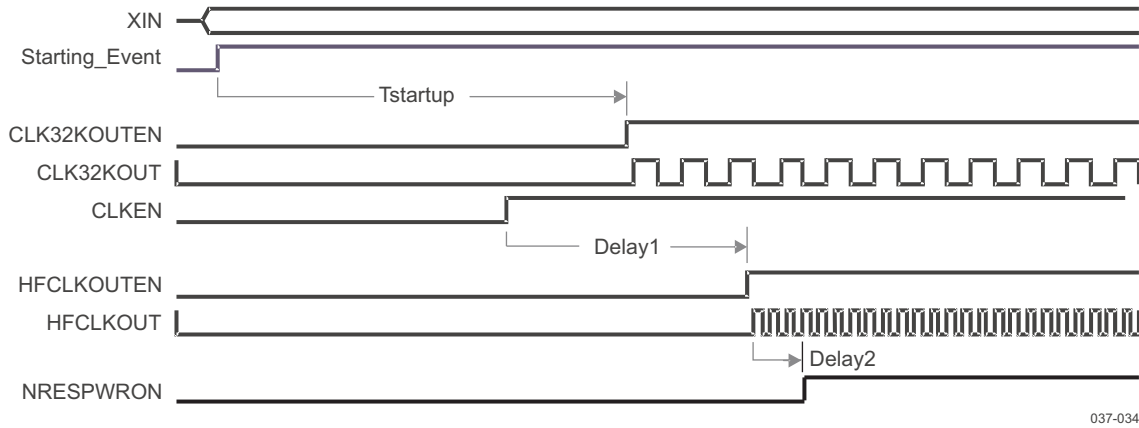 XIN
Starting_Event
Tstartup
CLK32KOUTEN
CLK32KOUT
CLKEN
Delay1
HFCLKOUTEN
HFCLKOUT
Delay2
NRESPWRON
037-034